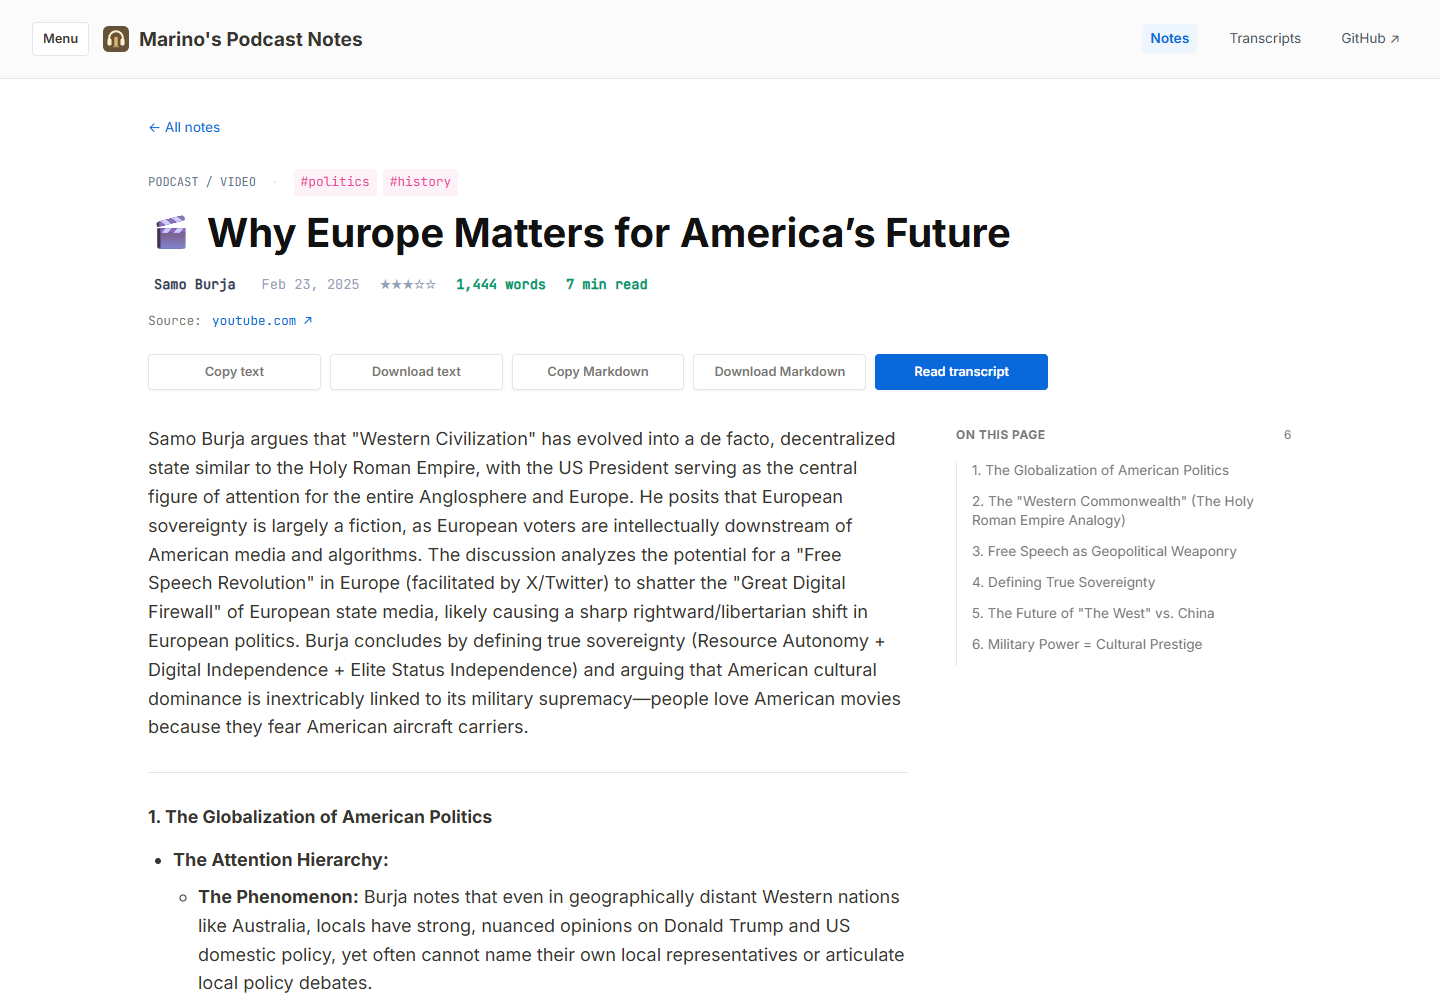 Menu
Marino's Podcast Notes
Notes
Transcripts
GitHub ↗
← All notes
PODCAST / VIDEO · #politics #history
Why Europe Matters for America’s Future
Samo Burja Feb 23, 2025 ★★★☆☆ 1,444 words 7 min read
Source: youtube.com ↗
Copy text
Download text
Copy Markdown
Download Markdown
Read transcript
Samo Burja argues that "Western Civilization" has evolved into a de facto, decentralized
state similar to the Holy Roman Empire, with the US President serving as the central
figure of attention for the entire Anglosphere and Europe. He posits that European
sovereignty is largely a fiction, as European voters are intellectually downstream of
American media and algorithms. The discussion analyzes the potential for a "Free
Speech Revolution" in Europe (facilitated by X/Twitter) to shatter the "Great Digital
Firewall" of European state media, likely causing a sharp rightward/libertarian shift in
European politics. Burja concludes by defining true sovereignty (Resource Autonomy +
Digital Independence + Elite Status Independence) and arguing that American cultural
dominance is inextricably linked to its military supremacy—people love American movies
because they fear American aircraft carriers.
ON THIS PAGE 6
1. The Globalization of American Politics
2. The "Western Commonwealth" (The Holy
Roman Empire Analogy)
3. Free Speech as Geopolitical Weaponry
4. Defining True Sovereignty
5. The Future of "The West" vs. China
6. Military Power = Cultural Prestige
1. The Globalization of American Politics
• The Attention Hierarchy:
○ The Phenomenon: Burja notes that even in geographically distant Western nations
like Australia, locals have strong, nuanced opinions on Donald Trump and US
domestic policy, yet often cannot name their own local representatives or articulate
local policy debates.